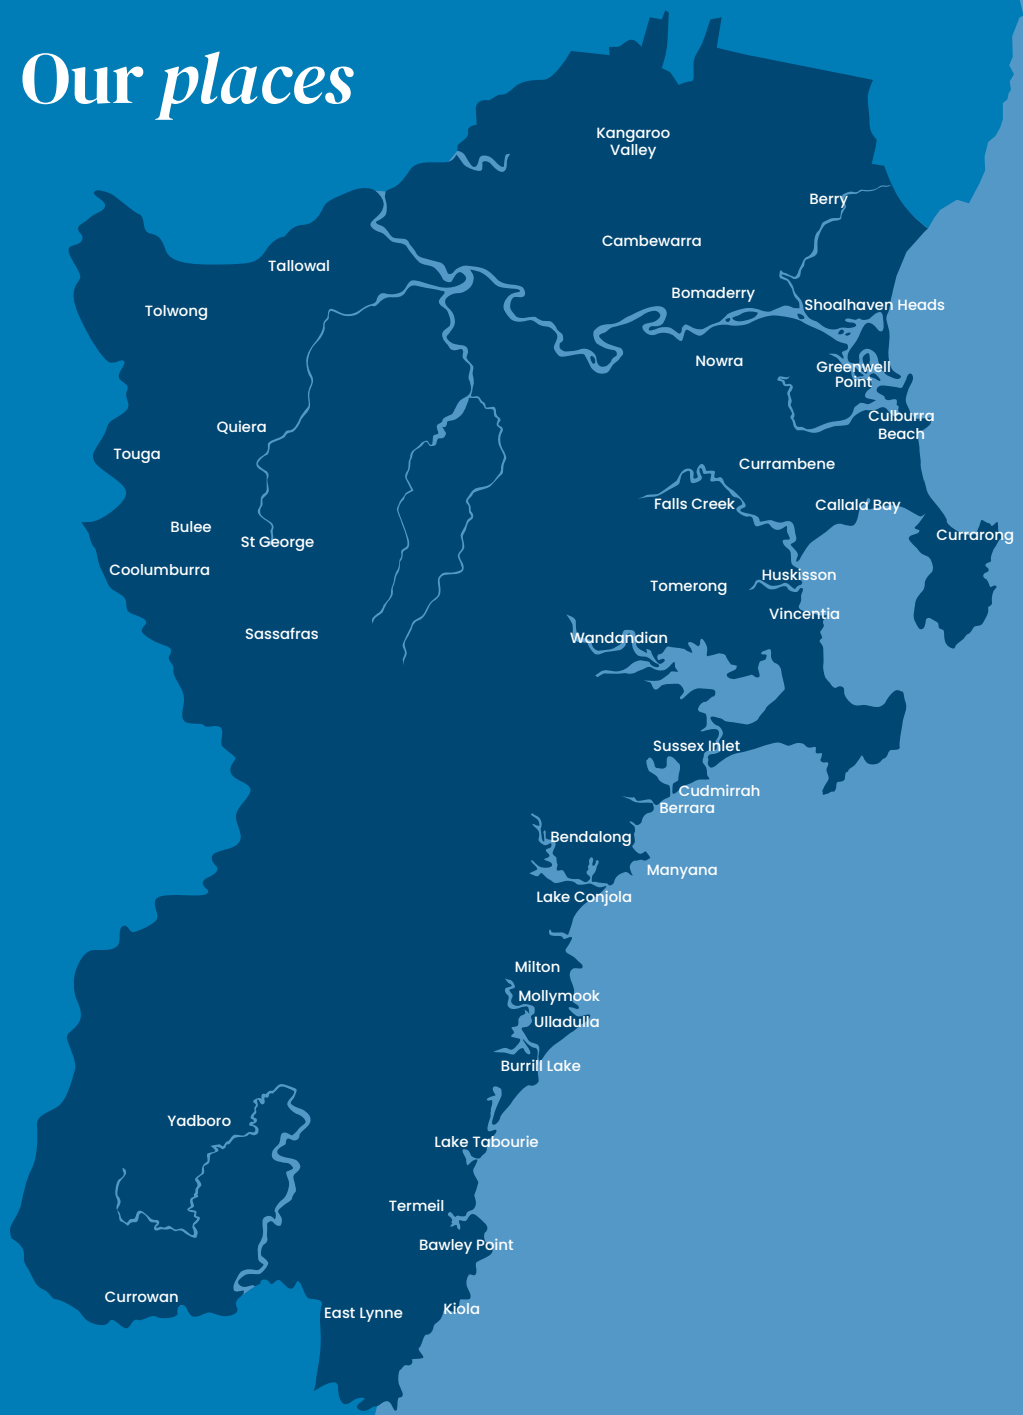 Our places
Kangaroo
Valley
Berry
Cambewarra
Tallowal
Bomaderry
Shoalhaven Heads
Tolwong
Nowra
Greenwell
Point
Culburra
Beach
Quiera
Touga
Currambene
Falls Creek
Callala Bay
Bulee
St George
Currarong
Coolumburra
Huskisson
Tomerong
Vincentia
Sassafras
Wandandian
Sussex Inlet
Cudmirrah
Berrara
Bendalong
Manyana
Lake Conjola
Milton
Mollymook
Ulladulla
Burrill Lake
Yadboro
Lake Tabourie
Termeil
Bawley Point
Currowan
East Lynne
Kiola